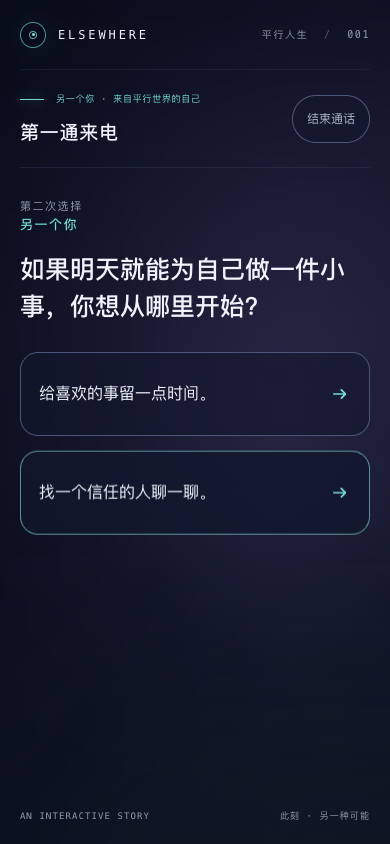 ELSEWHERE
平行人生 / 001
另一个你 · 来自平行世界的自己
第一通来电
结束通话
第二次选择
另一个你
如果明天就能为自己做一件小
事，你想从哪里开始？
给喜欢的事留一点时间。
找一个信任的人聊一聊。
AN INTERACTIVE STORY
此刻 · 另一种可能